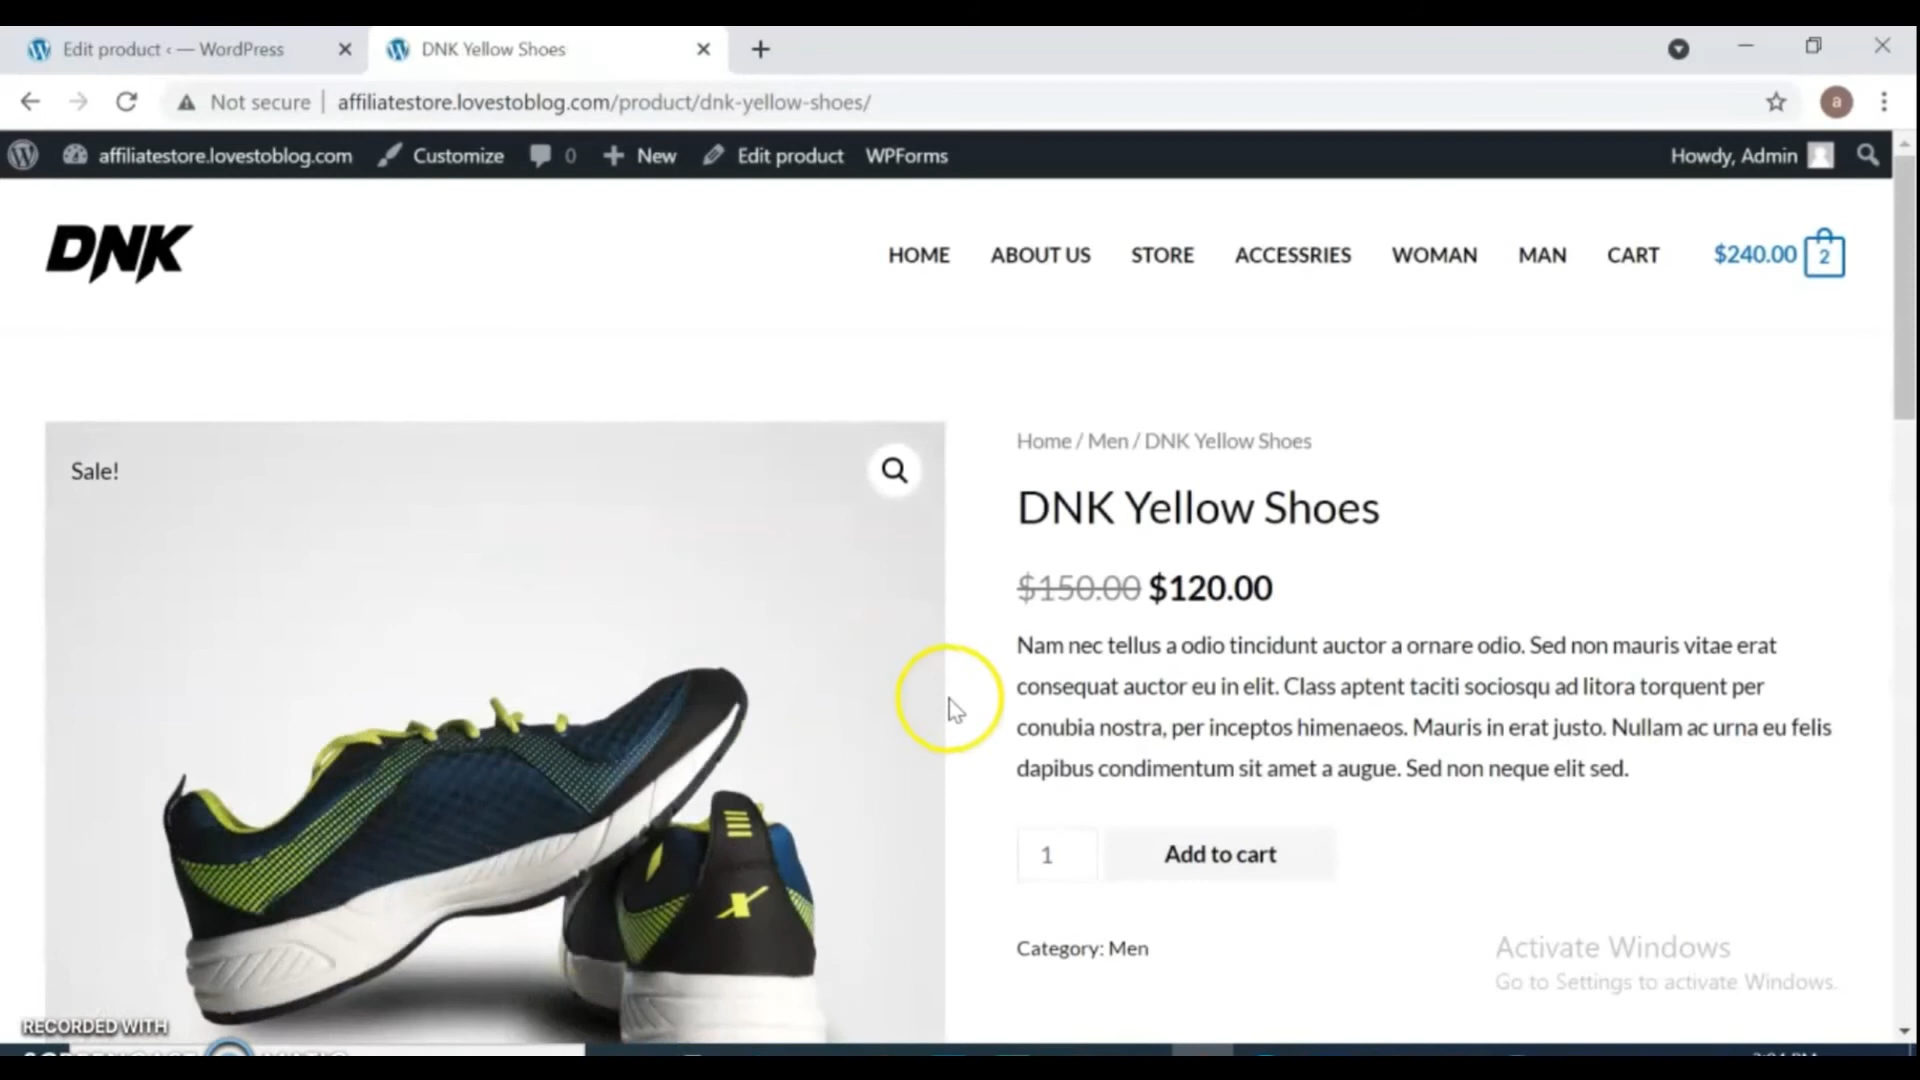 Edit product ‹ — WordPress
DNK Yellow Shoes
Not secure
affiliatestore.lovestoblog.com/product/dnk-yellow-shoes/
a
affiliatestore.lovestoblog.com
Customize
0
New
Edit product
WPForms
Howdy, Admin
DNK
HOME
ABOUT US
STORE
ACCESSRIES
WOMAN
MAN
CART
$240.00
2
Sale!
Home / Men / DNK Yellow Shoes
DNK Yellow Shoes
$150.00 $120.00
Nam nec tellus a odio tincidunt auctor a ornare odio. Sed non mauris vitae erat
consequat auctor eu in elit. Class aptent taciti sociosqu ad litora torquent per
conubia nostra, per inceptos himenaeos. Mauris in erat justo. Nullam ac urna eu felis
dapibus condimentum sit amet a augue. Sed non neque elit sed.
1
Add to cart
Category: Men
Activate Windows
Go to Settings to activate Windows.
RECORDED WITH